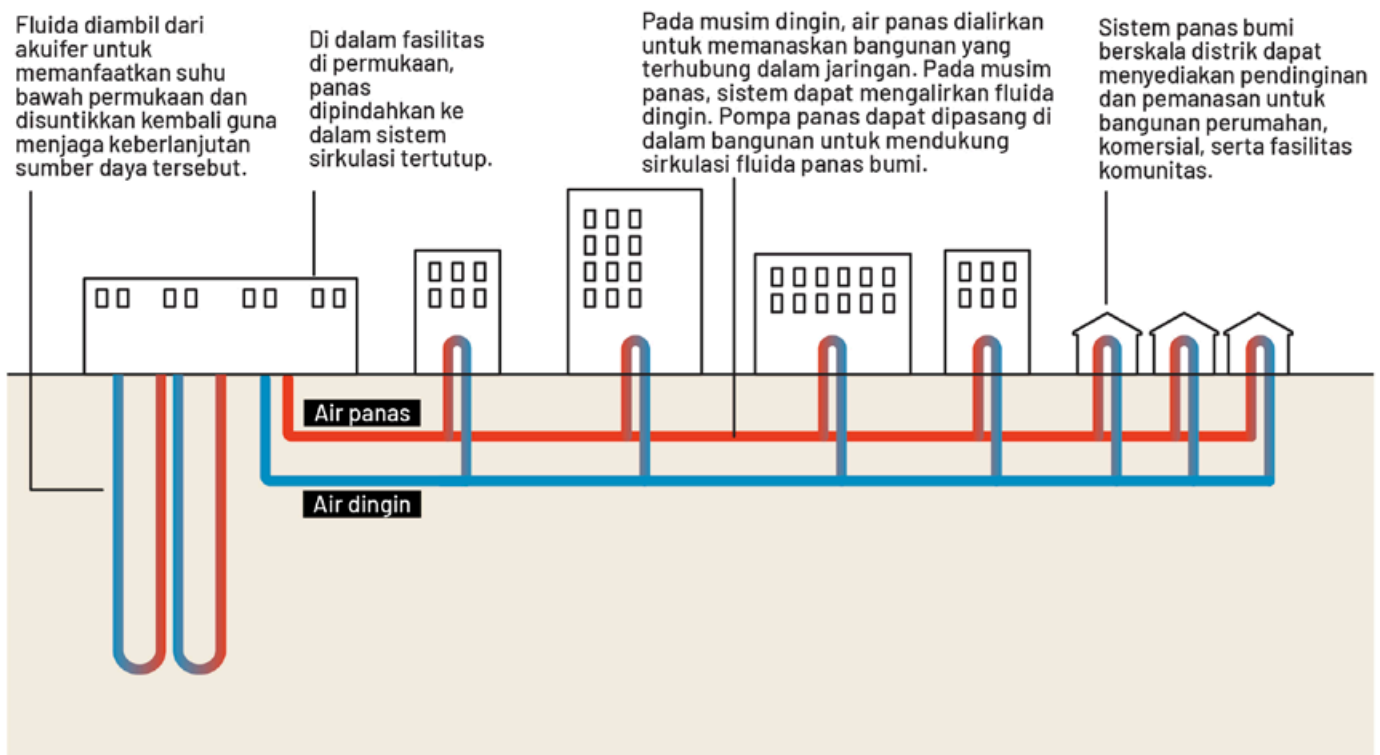 Fluida diambil dari
akuifer untuk
memanfaatkan suhu
bawah permukaan dan
disuntikkan kembali guna
menjaga keberlanjutan
sumber daya tersebut.
Di dalam fasilitas
di permukaan,
panas
dipindahkan ke
dalam sistem
sirkulasi tertutup.
Pada musim dingin, air panas dialirkan
untuk memanaskan bangunan yang
terhubung dalam jaringan. Pada musim
panas, sistem dapat mengalirkan fluida
dingin. Pompa panas dapat dipasang di
dalam bangunan untuk mendukung
sirkulasi fluida panas bumi.
Sistem panas bumi
berskala distrik dapat
menyediakan pendinginan
dan pemanasan untuk
bangunan perumahan,
komersial, serta fasilitas
komunitas.
Air panas
Air dingin